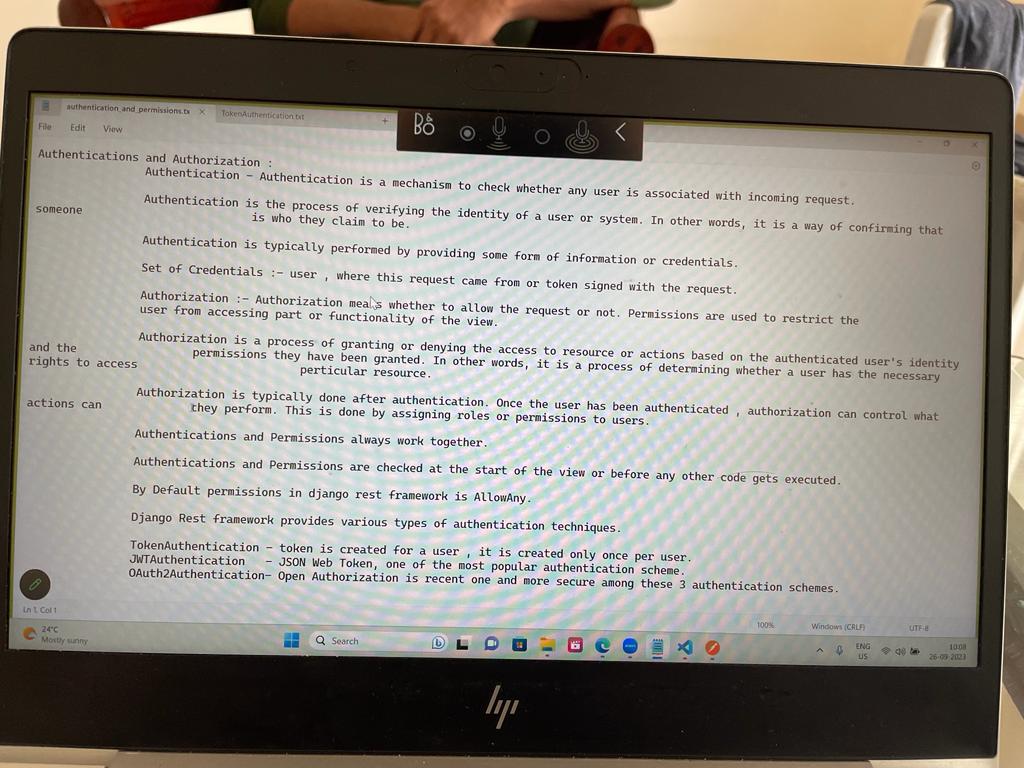 authentication_and_permissions.tx
TokenAuthentication.txt
File Edit View
B&O
Authentications and Authorization :
Authentication – Authentication is a mechanism to check whether any user is associated with incoming request.
Authentication is the process of verifying the identity of a user or system. In other words, it is a way of confirming that
someone is who they claim to be.
Authentication is typically performed by providing some form of information or credentials.
Set of Credentials :– user , where this request came from or token signed with the request.
Authorization :– Authorization means whether to allow the request or not. Permissions are used to restrict the
user from accessing part or functionality of the view.
Authorization is a process of granting or denying the access to resource or actions based on the authenticated user's identity
and the permissions they have been granted. In other words, it is a process of determining whether a user has the necessary
rights to access perticular resource.
Authorization is typically done after authentication. Once the user has been authenticated , authorization can control what
actions can they perform. This is done by assigning roles or permissions to users.
Authentications and Permissions always work together.
Authentications and Permissions are checked at the start of the view or before any other code gets executed.
By Default permissions in django rest framework is AllowAny.
Django Rest framework provides various types of authentication techniques.
TokenAuthentication – token is created for a user , it is created only once per user.
JWTAuthentication – JSON Web Token, one of the most popular authentication scheme.
OAuth2Authentication– Open Authorization is recent one and more secure among these 3 authentication schemes.
Ln 1, Col 1 100% Windows (CRLF) UTF-8
24°C
Mostly sunny
Search
ENG
US
10:08
26-09-2023
hp